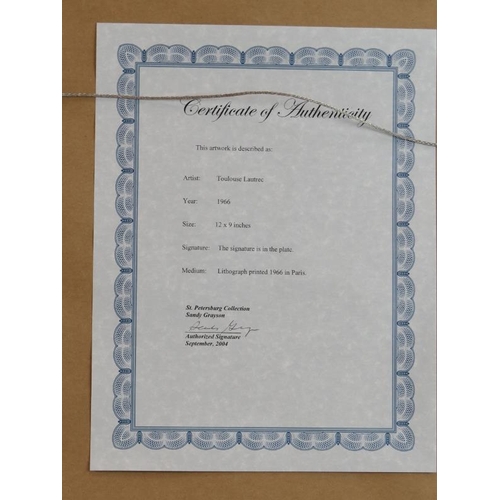 Certificate of Authenticity
This artwork is described as:
Artist: Toulouse Lautrec
Year: 1966
Size: 12 x 9 inches
Signature: The signature is in the plate.
Medium: Lithograph printed 1966 in Paris
St. Petersburg Collection
Sandy Grayson
Authorized Signature
September, 2004